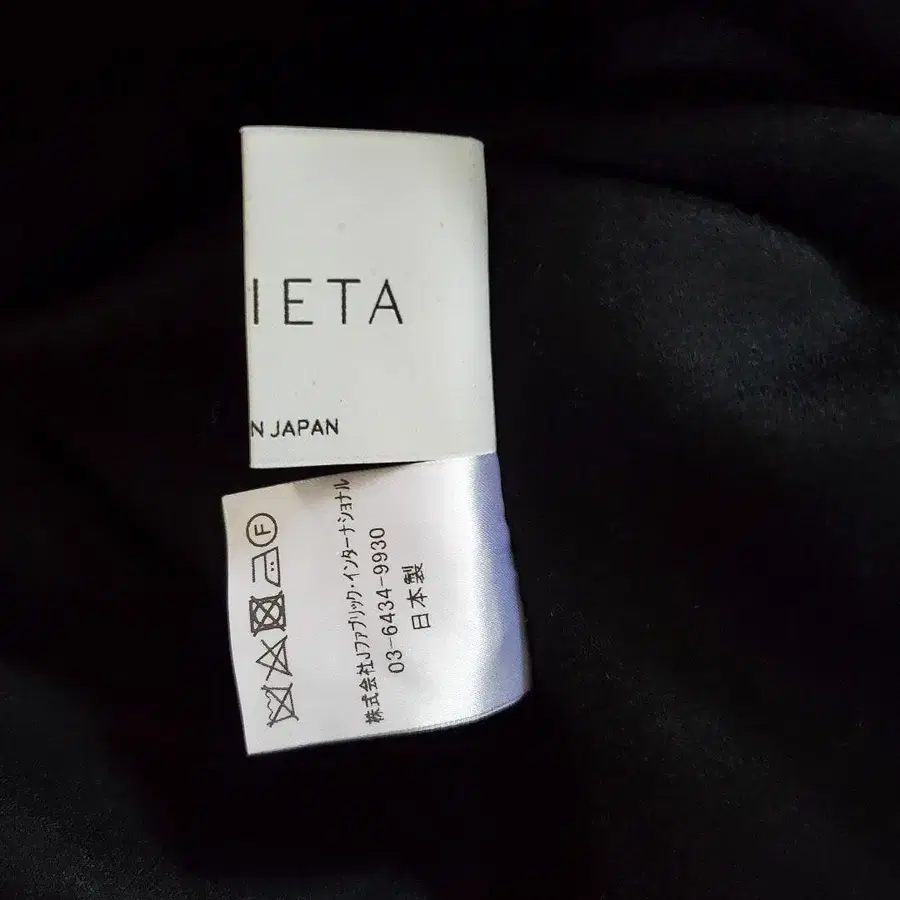 IETA
N JAPAN
F
株式会社Jファブリック・インターナショナル
03-6434-9930
日本製